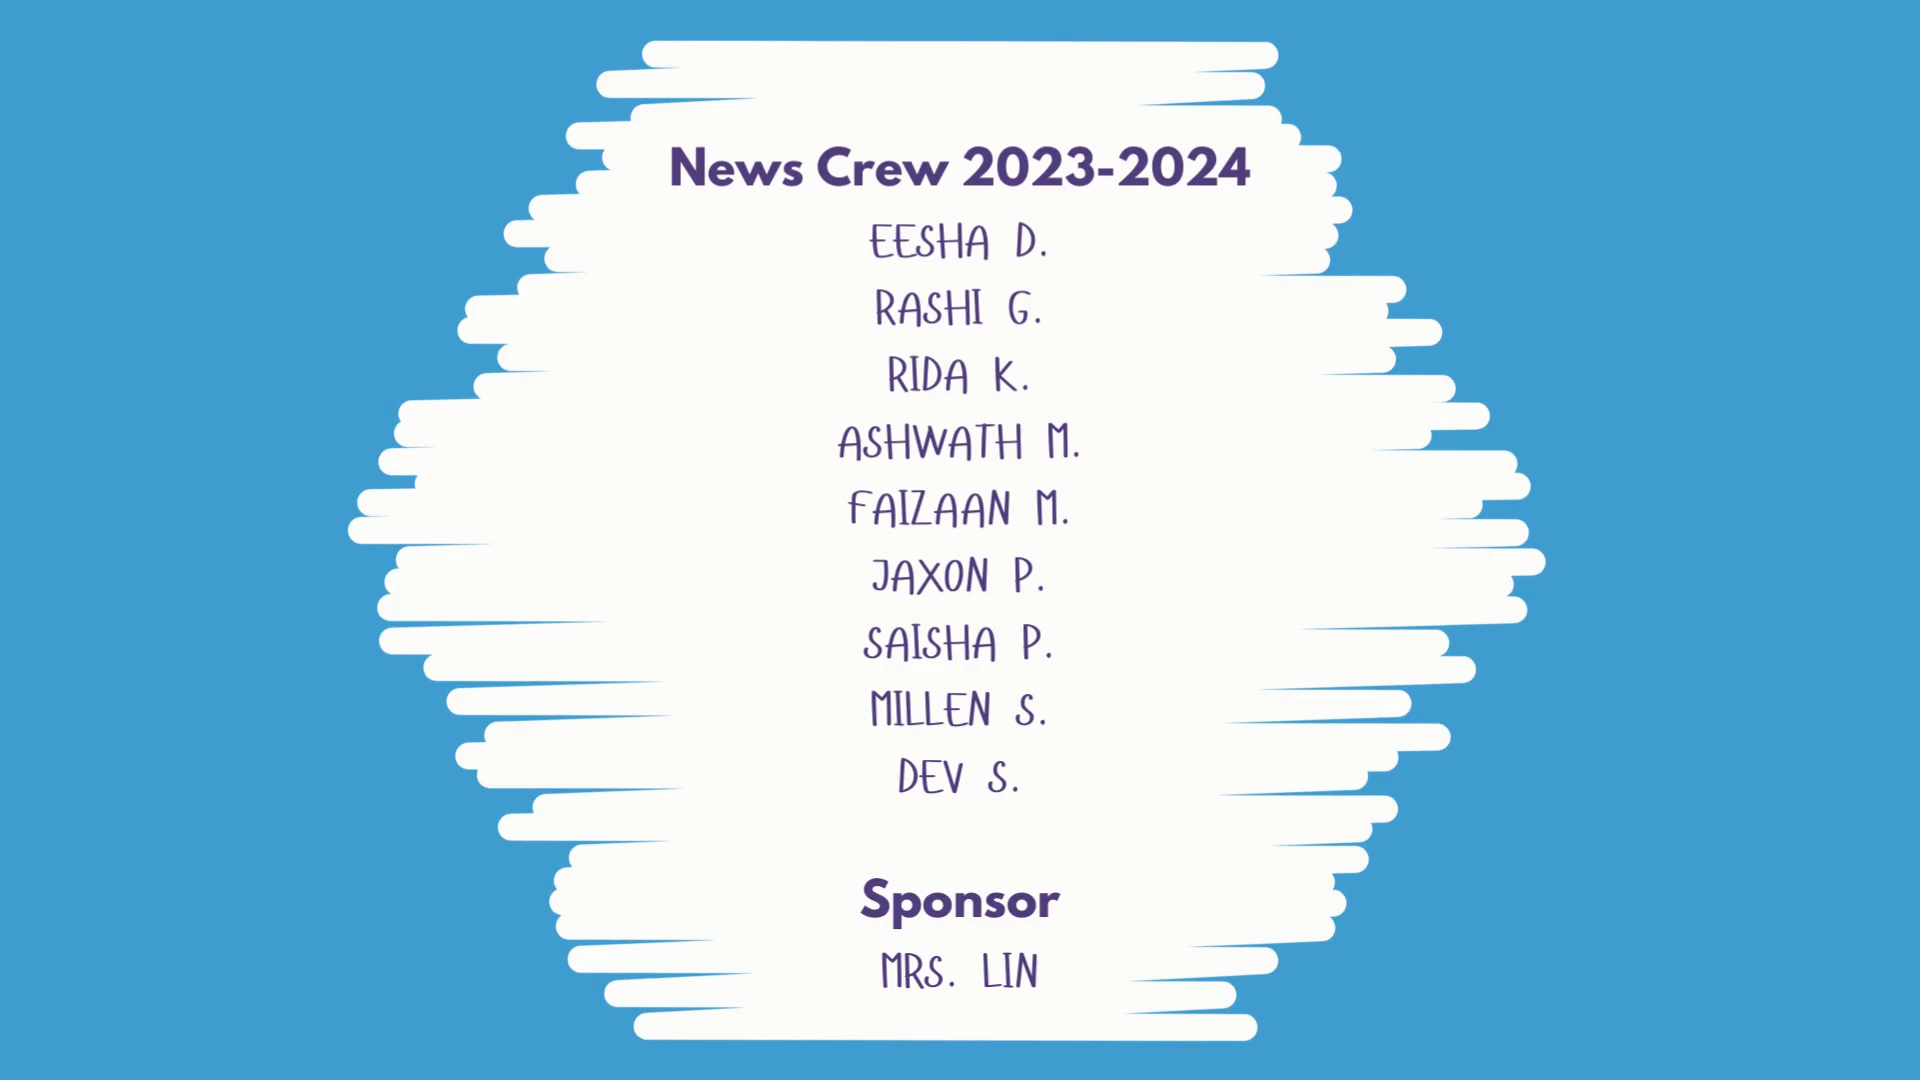 News Crew 2023-2024
EESHA D.
RASHI G.
RIDA K.
ASHWATH M.
FAIZAAN M.
JAXON P.
SAISHA P.
MILLEN S.
DEV S.
Sponsor
MRS. LIN